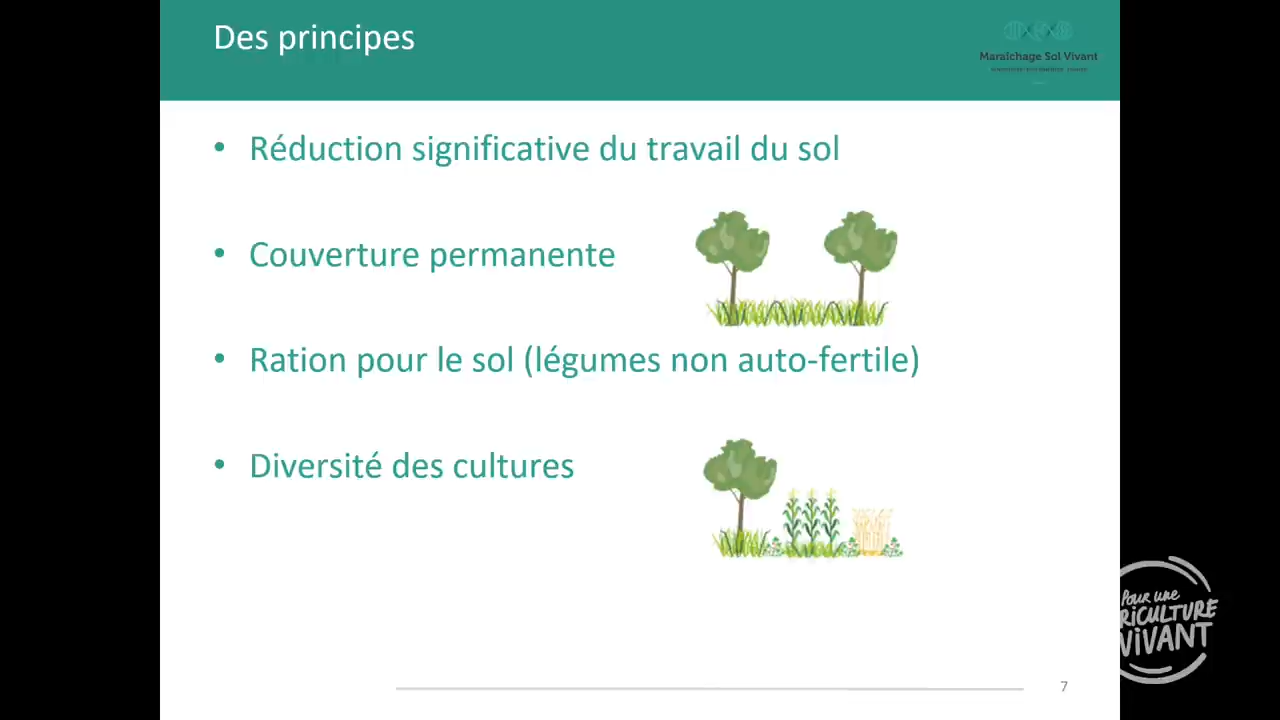 Des principes
Maraîchage Sol Vivant
• Réduction significative du travail du sol
• Couverture permanente
• Ration pour le sol (légumes non auto-fertile)
• Diversité des cultures
Pour une
RiCULTURE
ViVANT
7